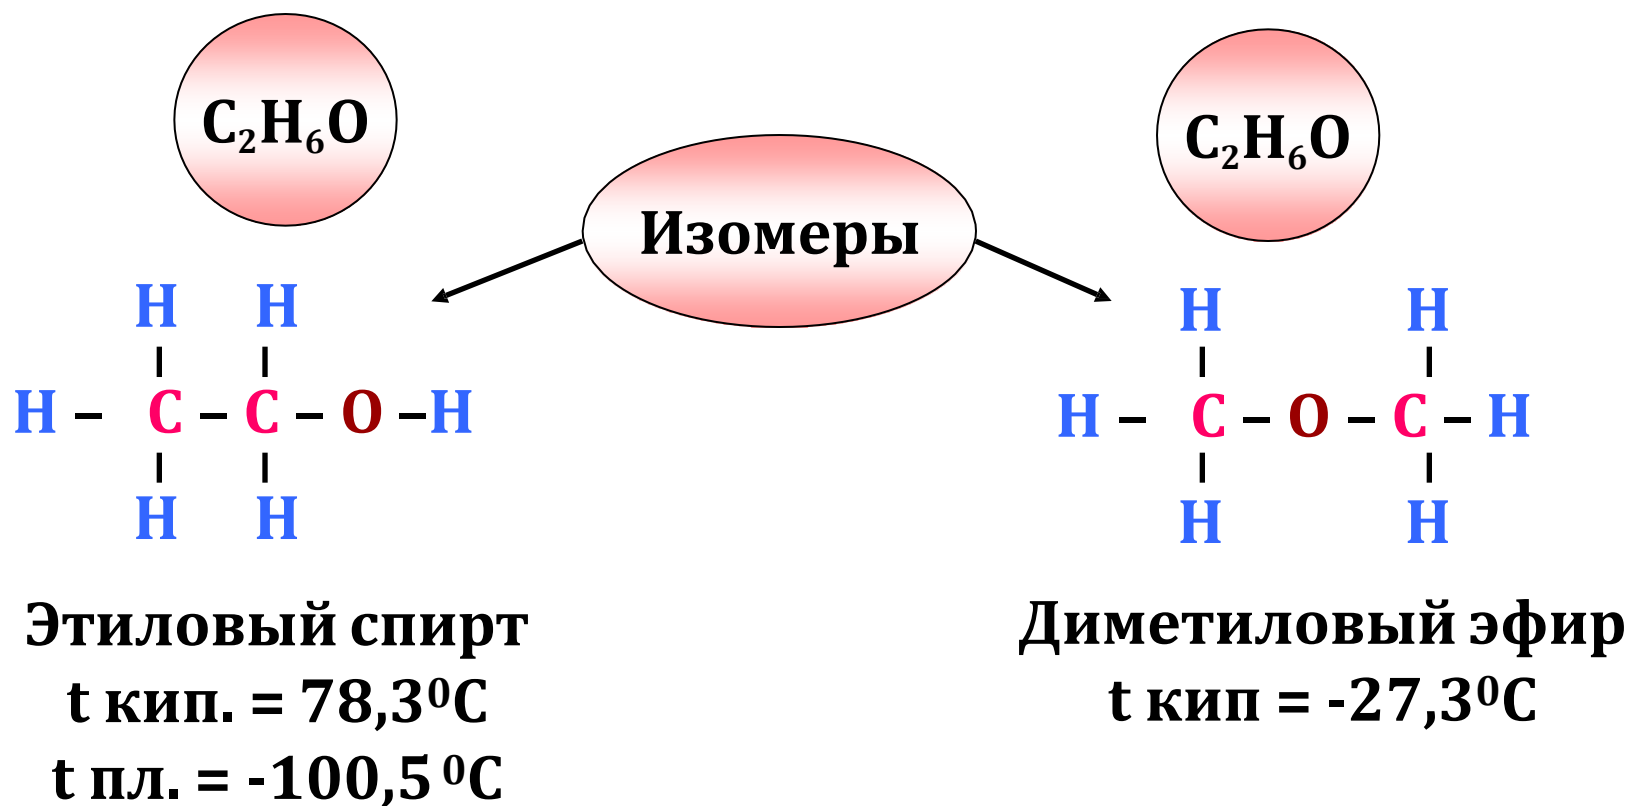 C₂H₆O
C₂H₆O
Изомеры
H H
H – C – C – O –H
H H
H H
H – C – O – C – H
H H
Этиловый спирт
t кип. = 78,3⁰C
t пл. = -100,5 ⁰C
Диметиловый эфир
t кип = -27,3⁰C